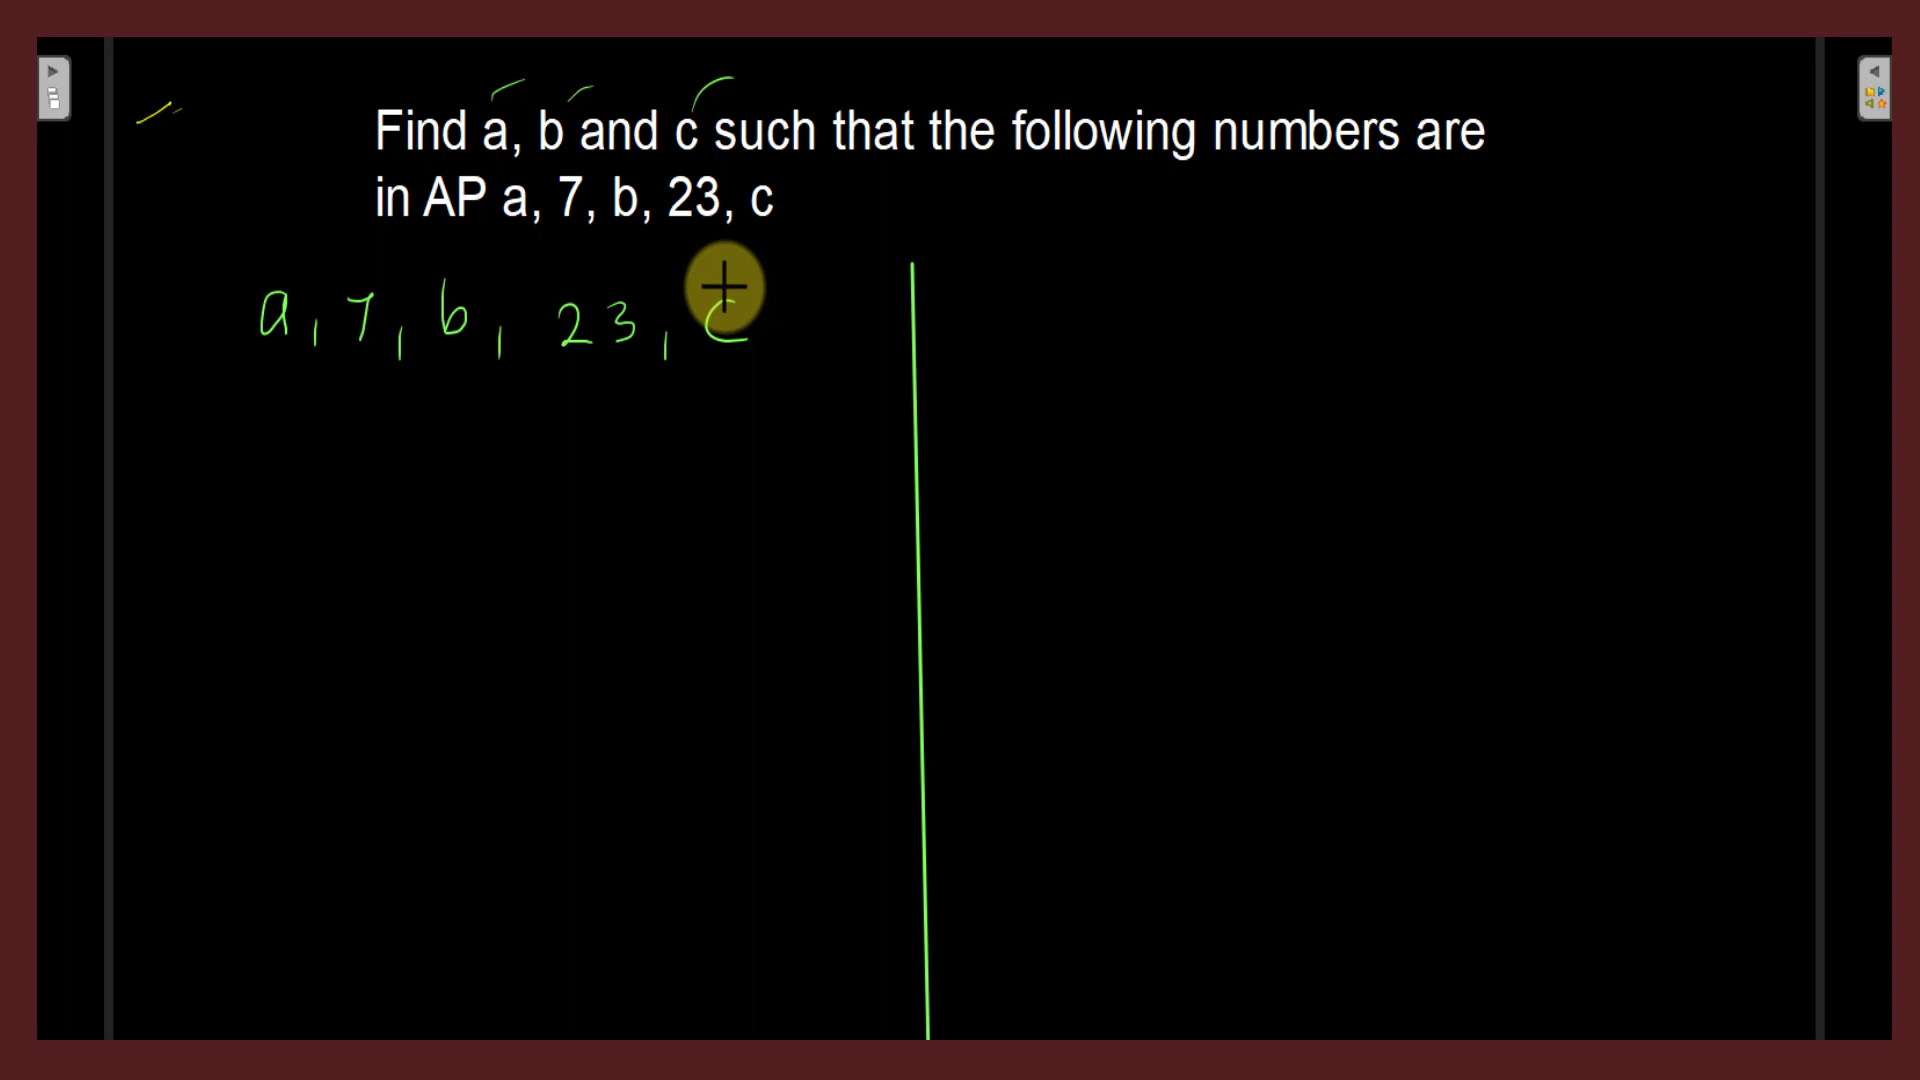 Find a, b and c such that the following numbers are
in AP a, 7, b, 23, c
a, 7, b, 23, c